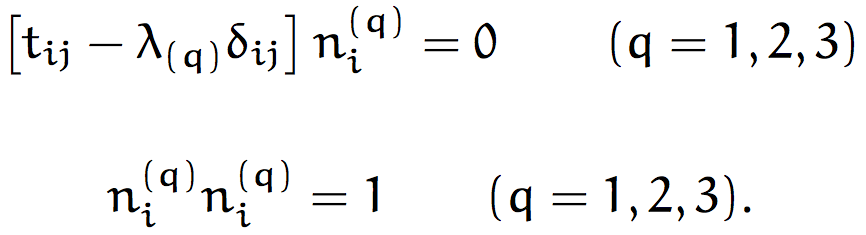 [t_{ij} − λ_{(q)}δ_{ij}] n_i^{(q)} = 0 (q = 1, 2, 3)
n_i^{(q)} n_i^{(q)} = 1 (q = 1, 2, 3).